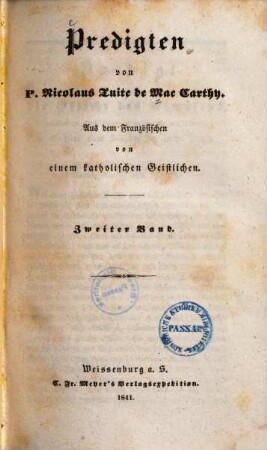 Predigten
von
P. Nicolaus Tuite de Mac Carthy.
Aus dem Französischen
von
einem katholischen Geistlichen.
Zweiter Band.
PASSAU
Weissenburg a. S.
C. Fr. Meyer's Verlagsexpedition.
1841.